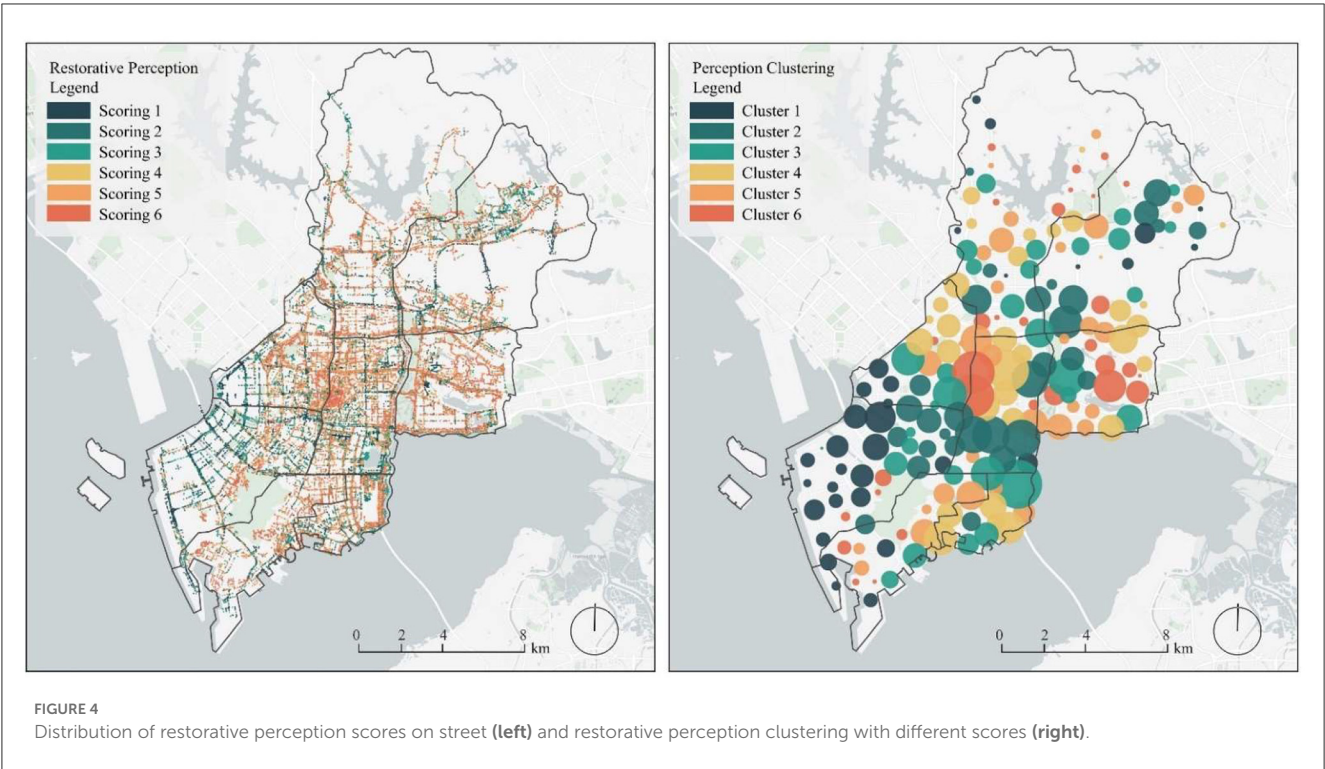 Restorative Perception
Legend
Scoring 1
Scoring 2
Scoring 3
Scoring 4
Scoring 5
Scoring 6
0 2 4 8
km
Perception Clustering
Legend
Cluster 1
Cluster 2
Cluster 3
Cluster 4
Cluster 5
Cluster 6
0 2 4 8
km
FIGURE 4
Distribution of restorative perception scores on street (left) and restorative perception clustering with different scores (right).